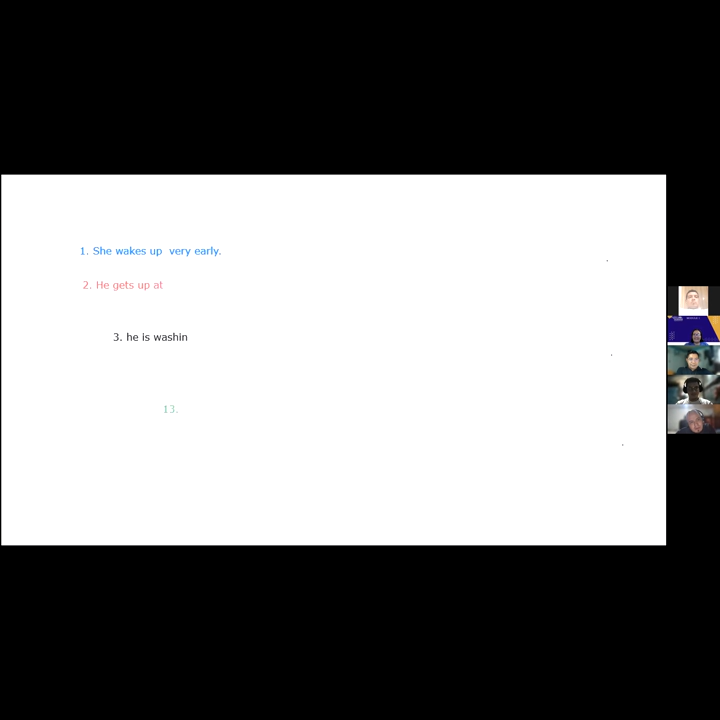 1. She wakes up  very early.
2. He gets up at
3. he is washin
13.